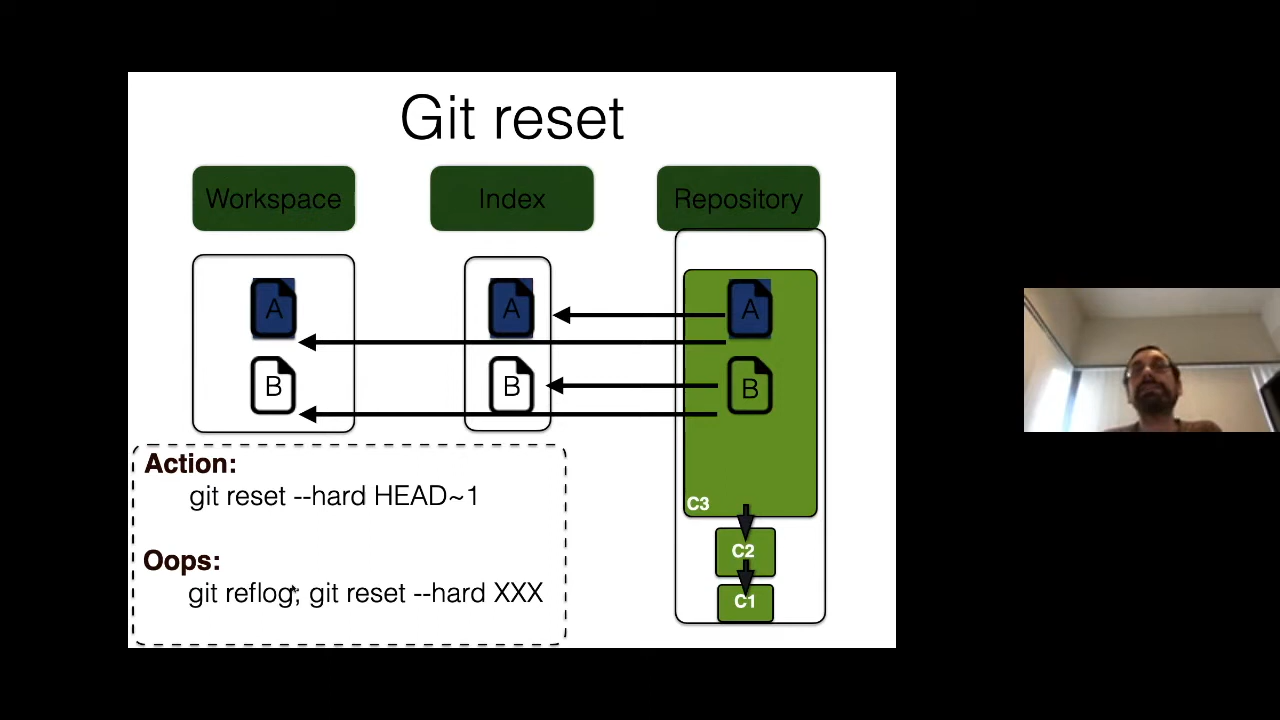 Git reset
Workspace Index Repository
A A A
B B B
Action:
git reset --hard HEAD~1
Oops:
git reflog; git reset --hard XXX
C3
C2
C1